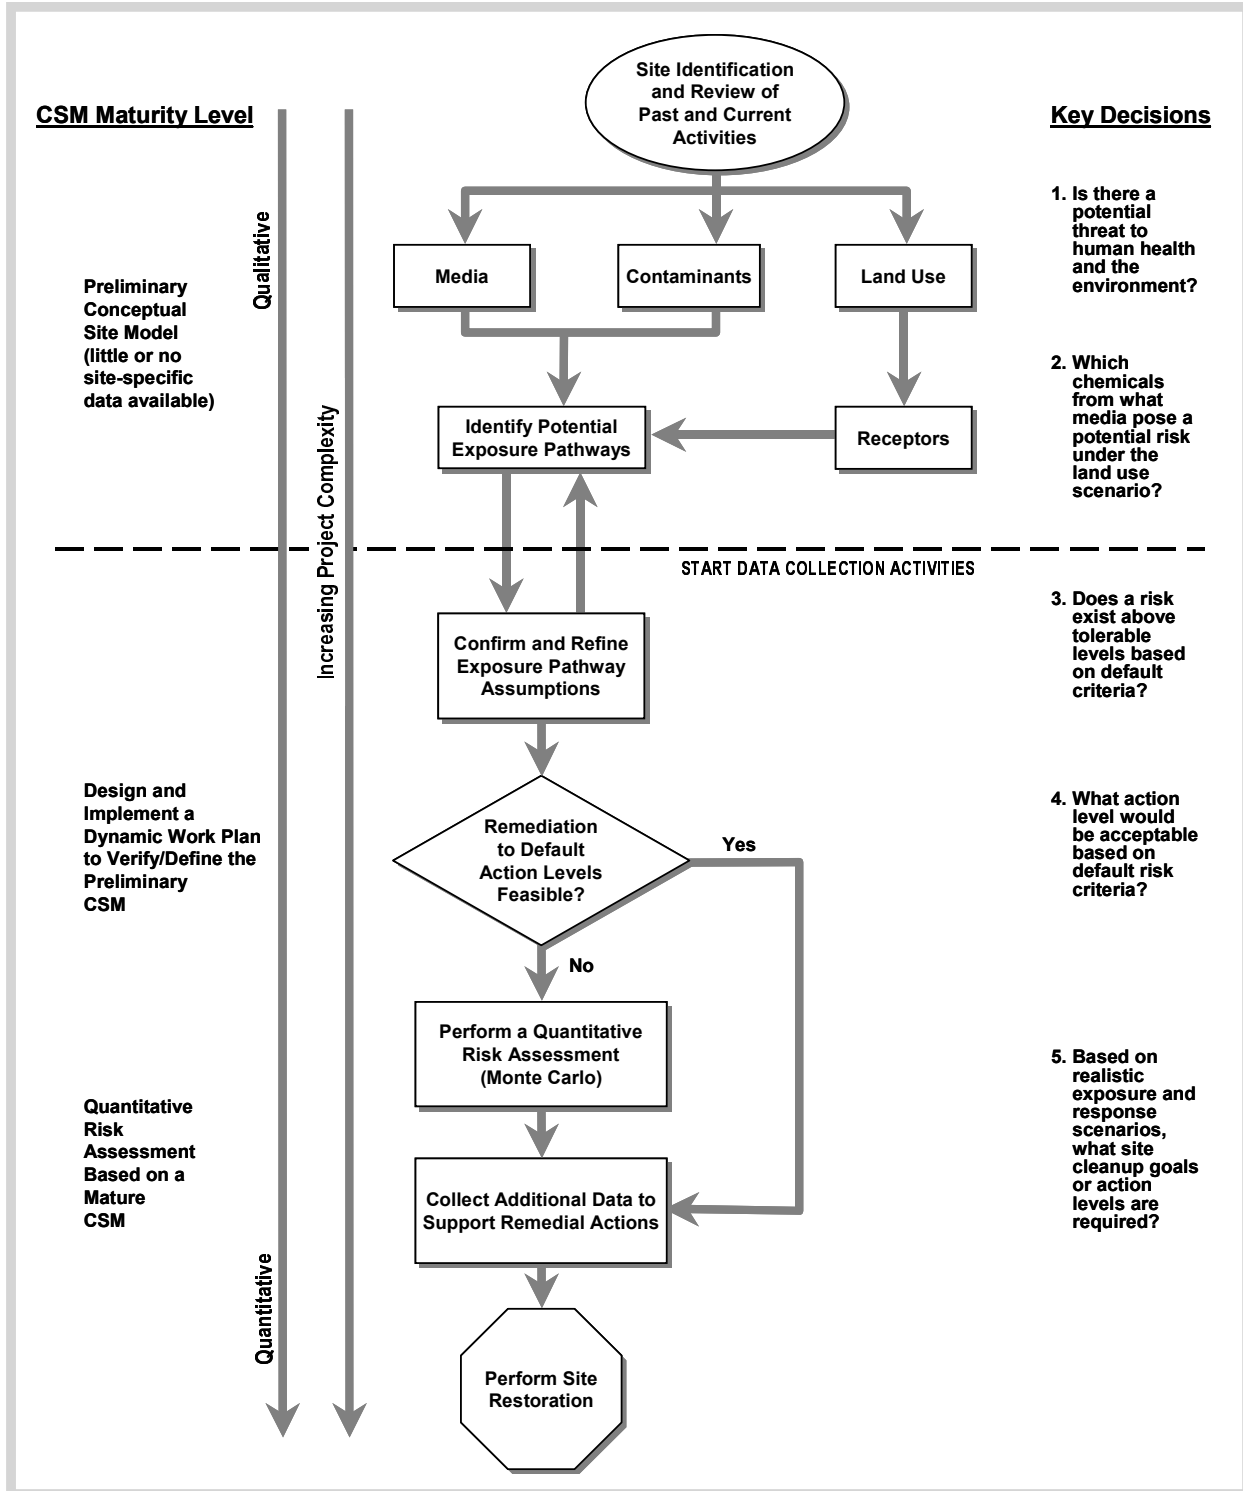 CSM Maturity Level
Qualitative
Preliminary
Conceptual
Site Model
(little or no
site-specific
data available)
Increasing Project Complexity
Design and
Implement a
Dynamic Work Plan
to Verify/Define the
Preliminary
CSM
Quantitative
Risk
Assessment
Based on a
Mature
CSM
Quantitative
Site Identification
and Review of
Past and Current
Activities
Media
Contaminants
Land Use
Identify Potential
Exposure Pathways
Receptors
START DATA COLLECTION ACTIVITIES
Confirm and Refine
Exposure Pathway
Assumptions
Remediation
to Default
Action Levels
Feasible?
Yes
No
Perform a Quantitative
Risk Assessment
(Monte Carlo)
Collect Additional Data to
Support Remedial Actions
Perform Site
Restoration
Key Decisions
1. Is there a
potential
threat to
human health
and the
environment?
2. Which
chemicals
from what
media pose a
potential risk
under the
land use
scenario?
3. Does a risk
exist above
tolerable
levels based
on default
criteria?
4. What action
level would
be acceptable
based on
default risk
criteria?
5. Based on
realistic
exposure and
response
scenarios,
what site
cleanup goals
or action
levels are
required?